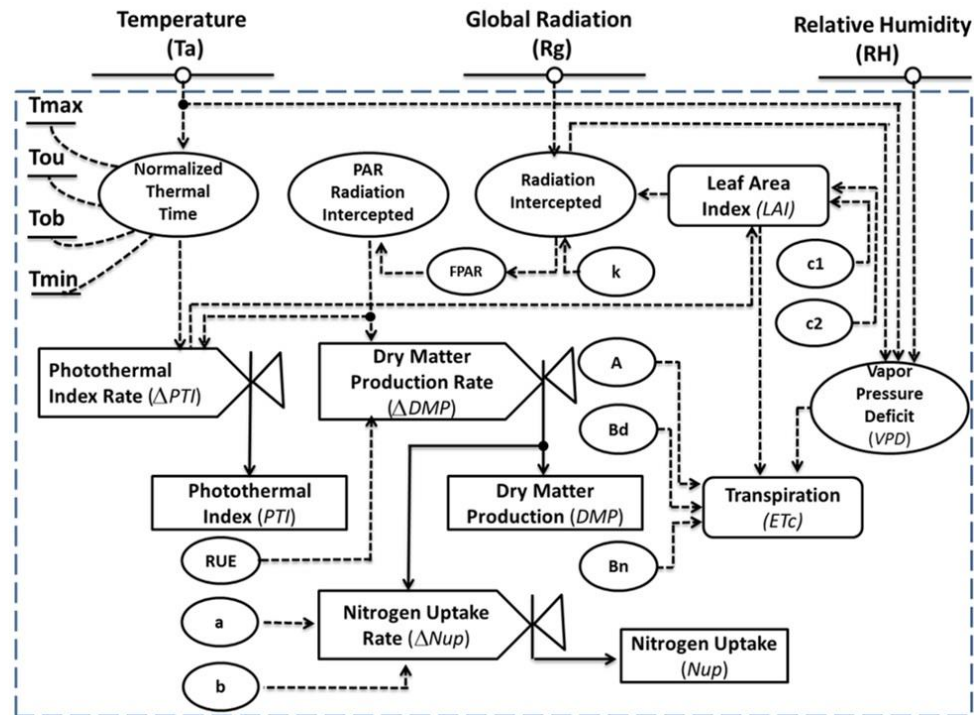 Temperature
(Ta)
Global Radiation
(Rg)
Relative Humidity
(RH)
Tmax
Tou
Tob
Tmin
Normalized
Thermal
Time
PAR
Radiation
Intercepted
Radiation
Intercepted
Leaf Area
Index (LAI)
FPAR
k
c1
c2
Photothermal
Index Rate (ΔPTI)
Dry Matter
Production Rate
(ΔDMP)
A
Bd
Bn
Vapor
Pressure
Deficit
(VPD)
Photothermal
Index (PTI)
Dry Matter
Production (DMP)
Transpiration
(ETc)
RUE
a
b
Nitrogen Uptake
Rate (ΔNup)
Nitrogen Uptake
(Nup)